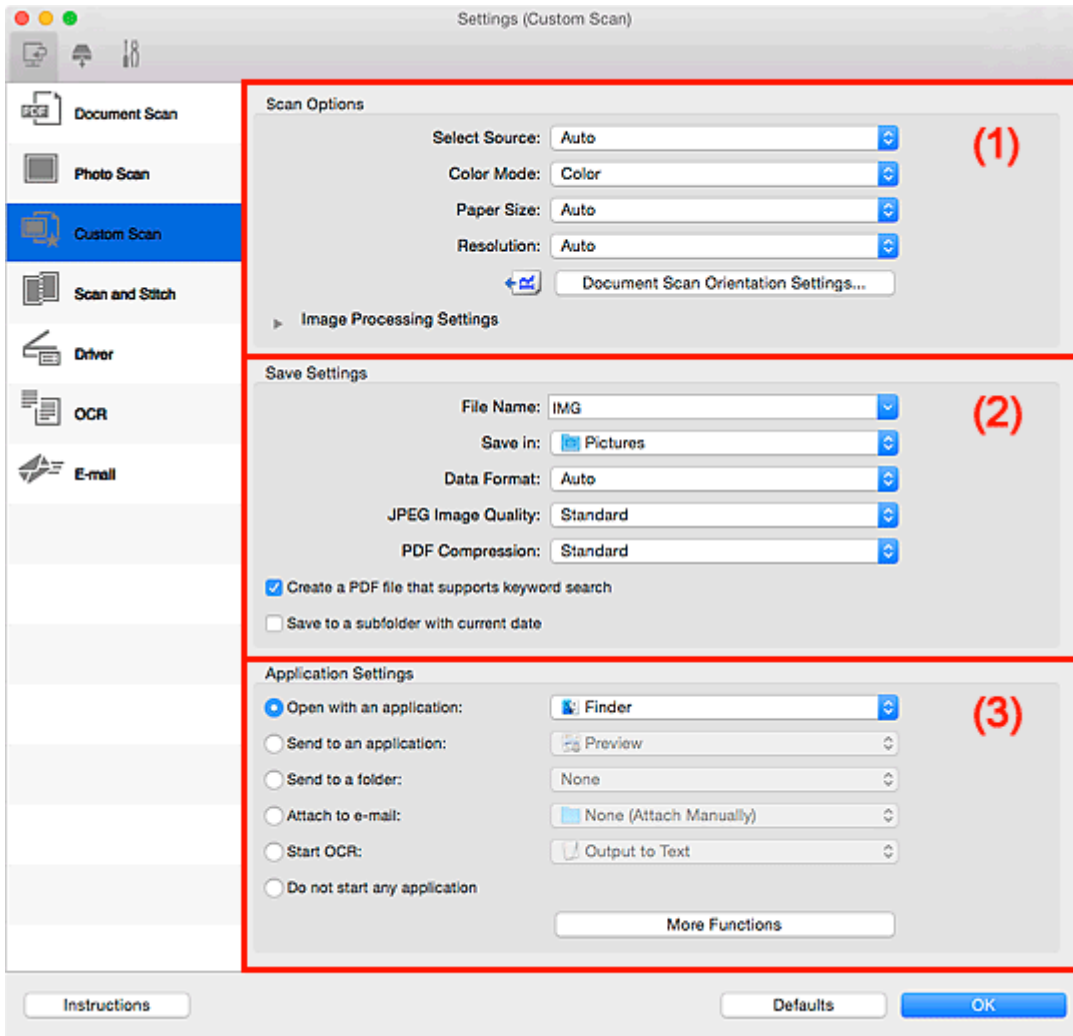 Settings (Custom Scan)
Document Scan
Photo Scan
Custom Scan
Scan and Stitch
Driver
OCR
E-mail
Scan Options
(1)
Select Source: Auto
Color Mode: Color
Paper Size: Auto
Resolution: Auto
Document Scan Orientation Settings...
Image Processing Settings
Save Settings
(2)
File Name: IMG
Save in: Pictures
Data Format: Auto
JPEG Image Quality: Standard
PDF Compression: Standard
Create a PDF file that supports keyword search
Save to a subfolder with current date
Application Settings
(3)
Open with an application: Finder
Send to an application: Preview
Send to a folder: None
Attach to e-mail: None (Attach Manually)
Start OCR: Output to Text
Do not start any application
More Functions
Instructions
Defaults
OK